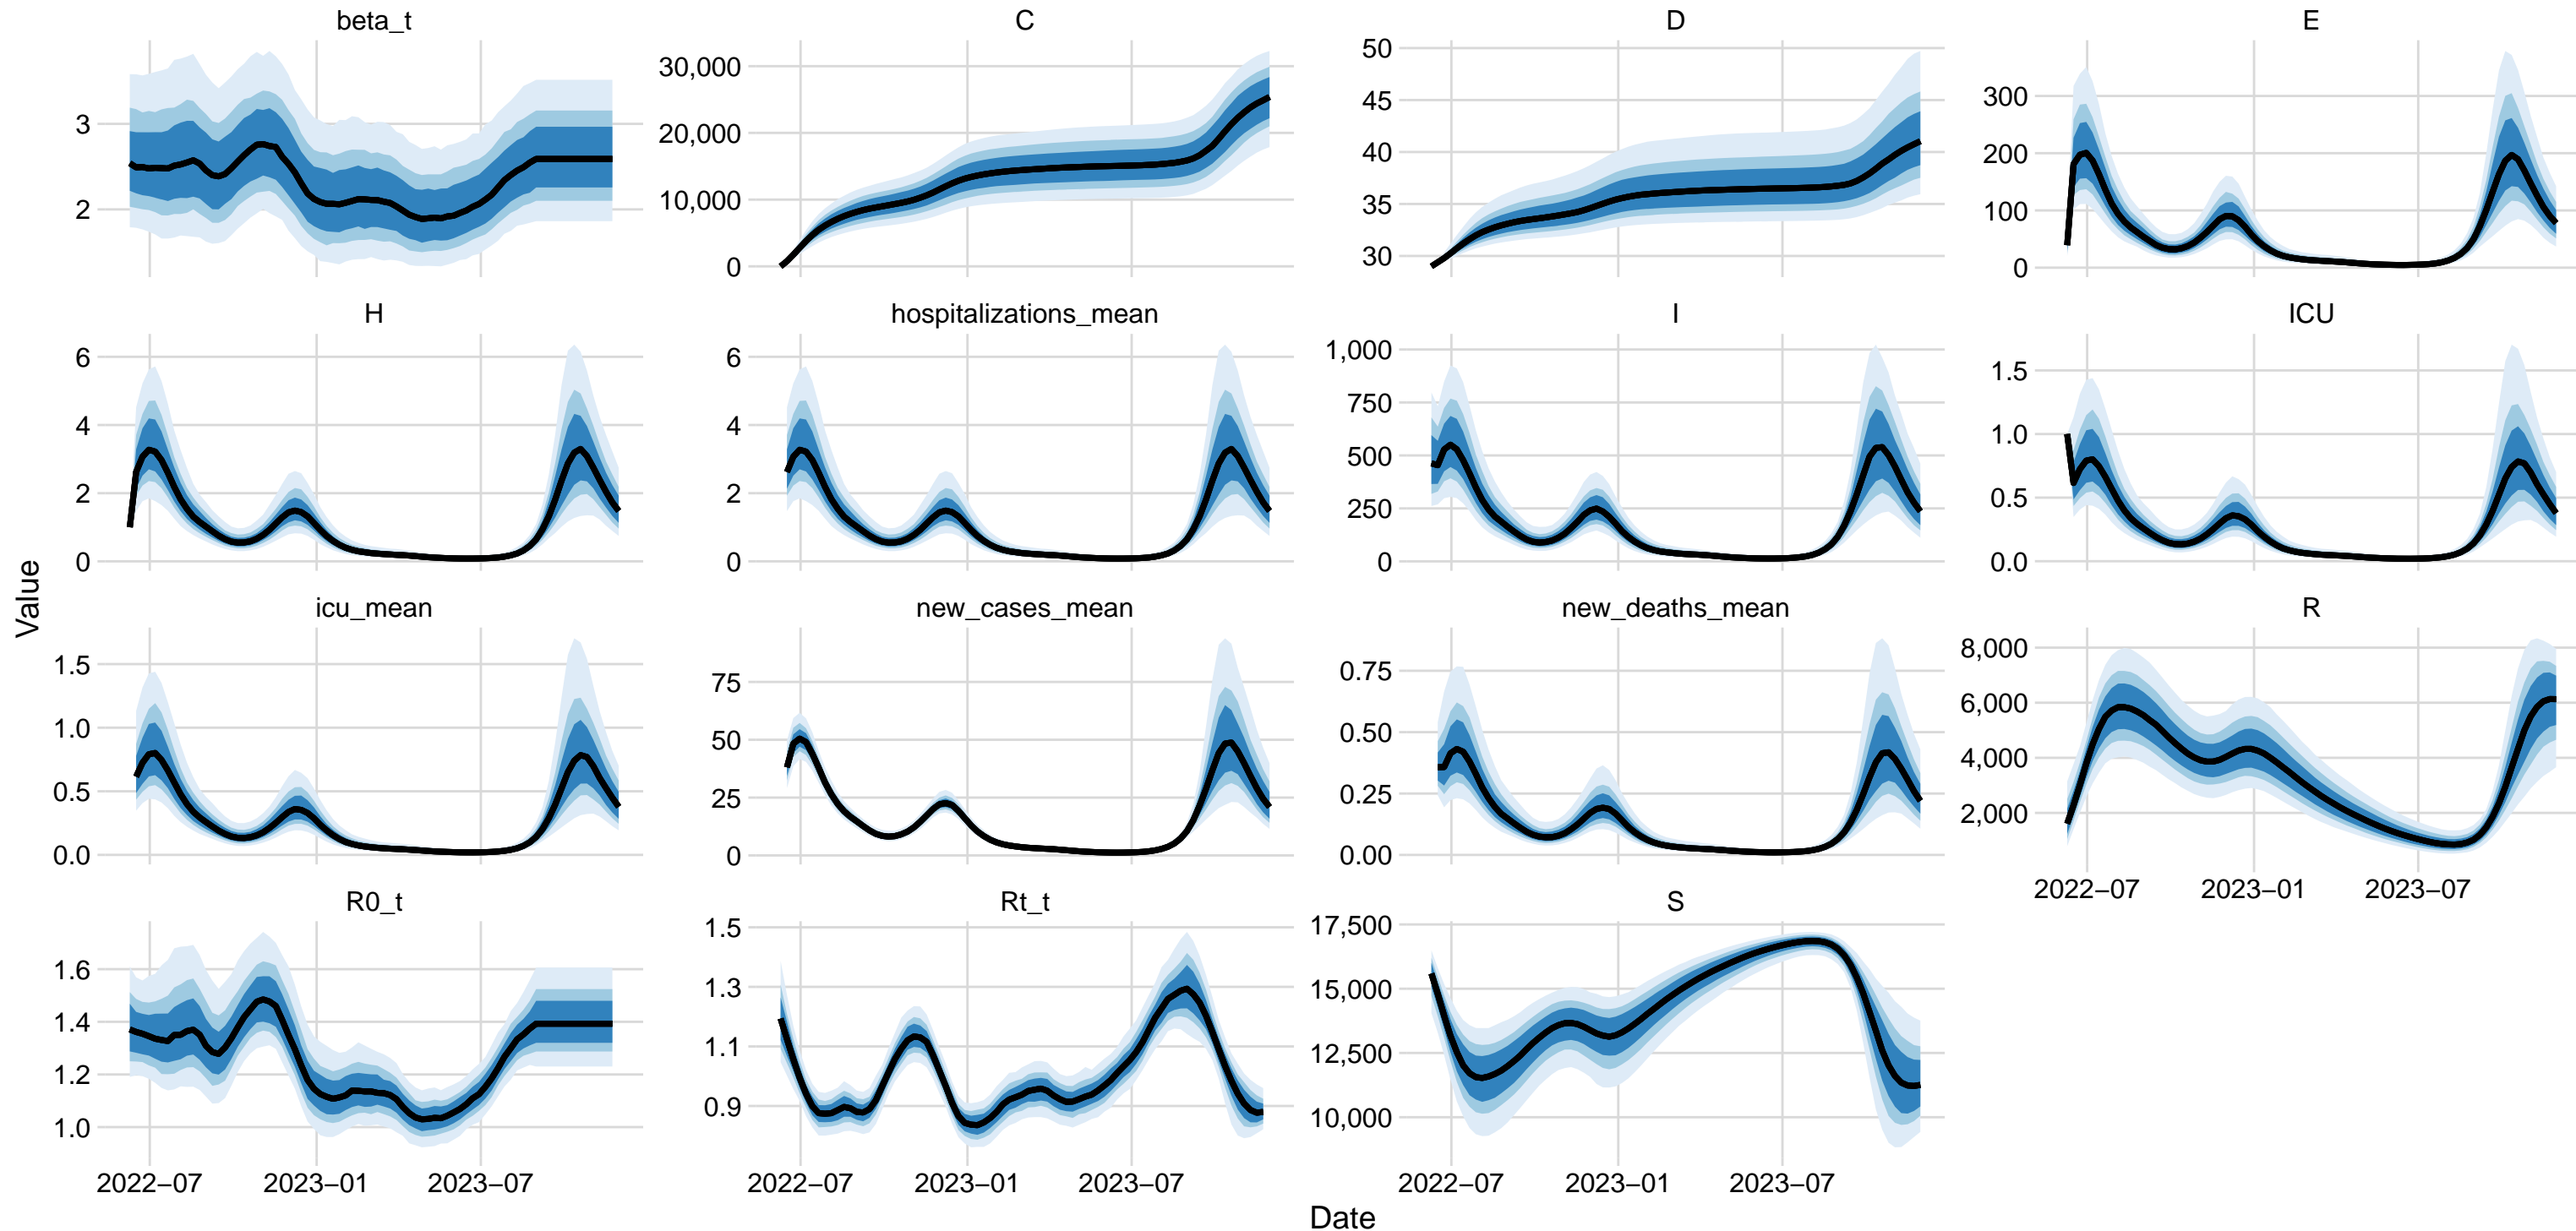 beta_t
C
D
E
3
2
30,000
20,000
10,000
0
50
45
40
35
30
300
200
100
0
H
hospitalizations_mean
I
ICU
6
4
2
0
6
4
2
0
1,000
750
500
250
0
1.5
1.0
0.5
0.0
Value
icu_mean
new_cases_mean
new_deaths_mean
R
1.5
1.0
0.5
0.0
75
50
25
0
0.75
0.50
0.25
0.00
8,000
6,000
4,000
2,000
2022−07 2023−01 2023−07
R0_t
Rt_t
S
1.6
1.4
1.2
1.0
1.5
1.3
1.1
0.9
17,500
15,000
12,500
10,000
2022−07 2023−01 2023−07
2022−07 2023−01 2023−07
2022−07 2023−01 2023−07
Date